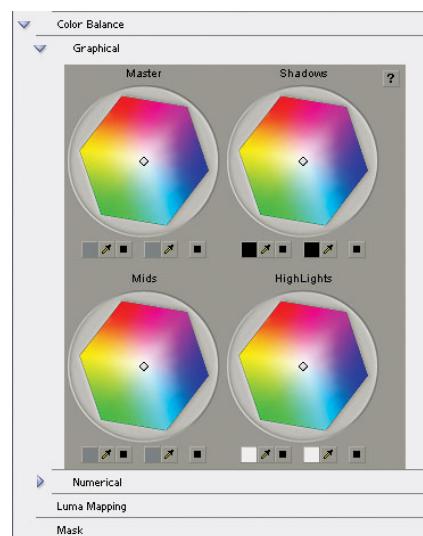 Color Balance
Graphical
Master
Shadows
?
Mids
HighLights
Numerical
Luma Mapping
Mask